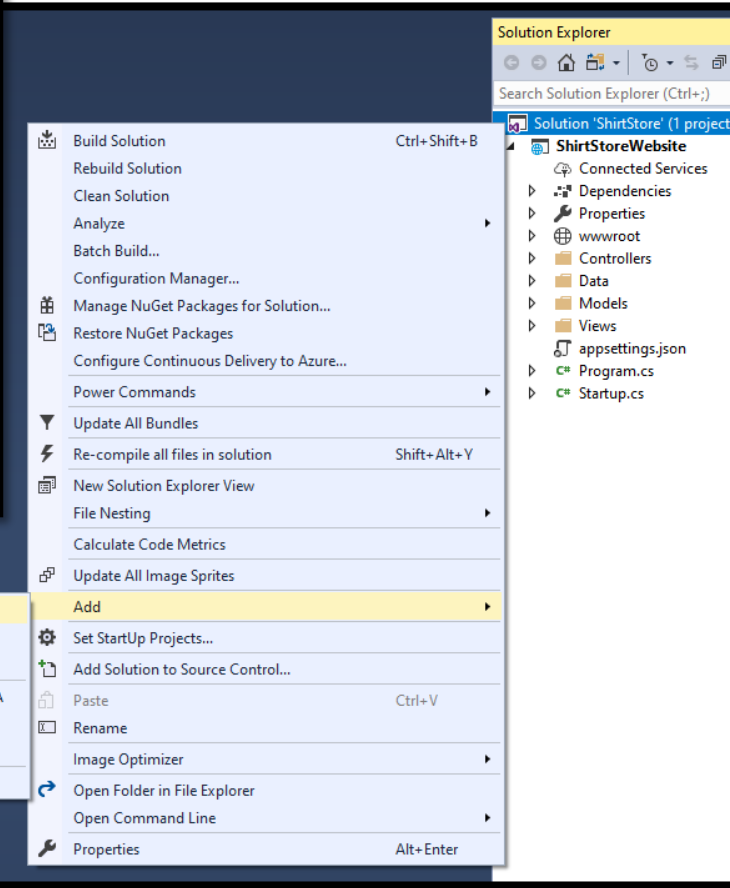 Solution Explorer
Search Solution Explorer (Ctrl+;)
Solution 'ShirtStore' (1 project
ShirtStoreWebsite
Connected Services
Dependencies
Properties
wwwroot
Controllers
Data
Models
Views
appsettings.json
C# Program.cs
C# Startup.cs
Build Solution Ctrl+Shift+B
Rebuild Solution
Clean Solution
Analyze
Batch Build...
Configuration Manager...
Manage NuGet Packages for Solution...
Restore NuGet Packages
Configure Continuous Delivery to Azure...
Power Commands
Update All Bundles
Re-compile all files in solution Shift+Alt+Y
New Solution Explorer View
File Nesting
Calculate Code Metrics
Update All Image Sprites
Add
Set StartUp Projects...
Add Solution to Source Control...
Paste Ctrl+V
Rename
Image Optimizer
Open Folder in File Explorer
Open Command Line
Properties Alt+Enter